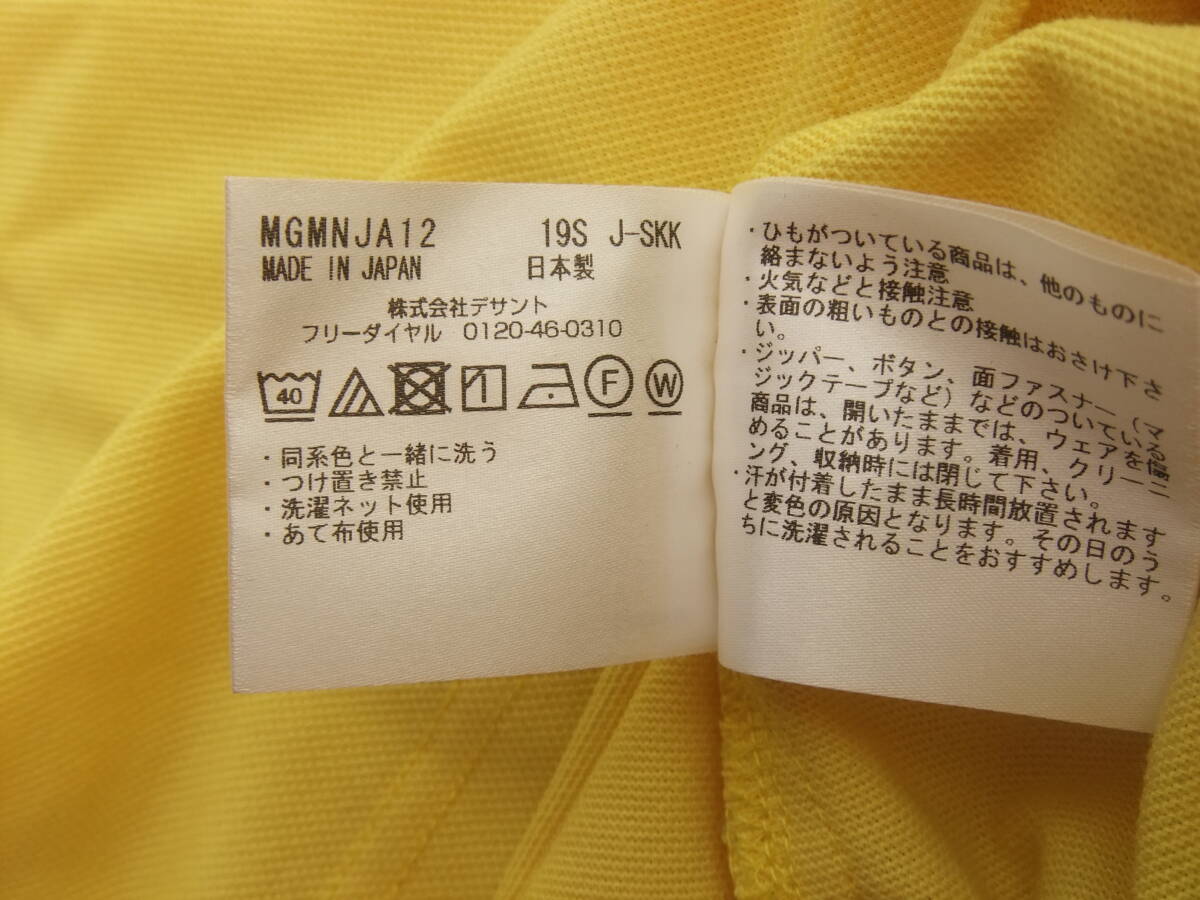 MGMNJA12 19S J-SKK
MADE IN JAPAN 日本製
株式会社デサント
フリーダイヤル 0120-46-0310
40 F W
・同系色と一緒に洗う
・つけ置き禁止
・洗濯ネット使用
・あて布使用
・ひもがついている商品は、他のものに
絡まないよう注意
・火気などと接触注意
・表面の粗いものとの接触はおさけ下さ
い。
・ジッパー、ボタン、面ファスナー（マ
ジックテープなど）などのついている
商品は、開いたままでは、ウェアを傷
めることがあります。着用、クリーニ
ング、収納時には閉じて下さい。
・汗が付着したまま長時間放置されます
と変色の原因となります。その日のう
ちに洗濯されることをおすすめします。